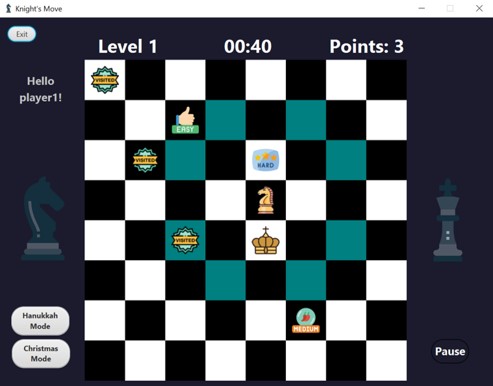 Knight's Move
Exit
Level 1
00:40
Points: 3
Hello
player1!
VISITED
EASY
VISITED
HARD
VISITED
MEDIUM
Hanukkah
Mode
Christmas
Mode
Pause